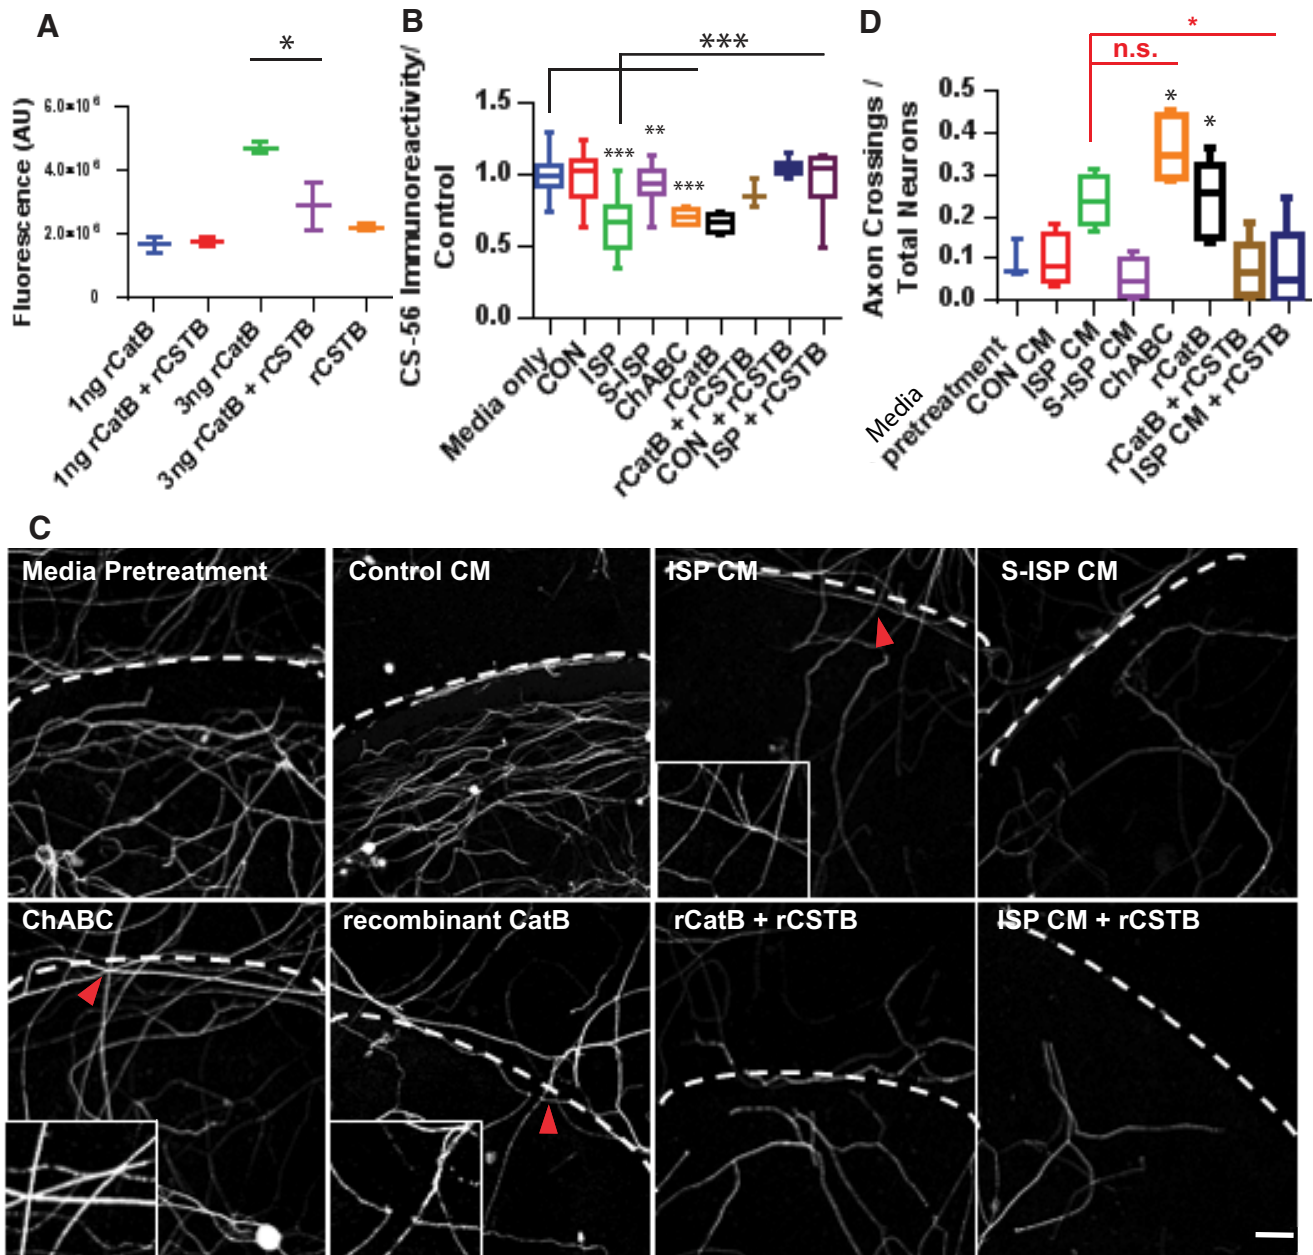 A
*
Fluorescence (AU)
6.0×10⁶
4.0×10⁶
2.0×10⁶
0
1ng rCatB
1ng rCatB + rCSTB
3ng rCatB
3ng rCatB + rCSTB
rCSTB
B
***
CS-56 Immunoreactivity/
Control
1.5
1.0
0.5
0.0
***
**
***
Media only
CON
ISP
S-ISP
ChABC
rCatB
rCatB + rCSTB
CON + rCSTB
ISP + rCSTB
D
*
n.s.
*
*
Axon Crossings /
Total Neurons
0.5
0.4
0.3
0.2
0.1
0.0
Media
pretreatment
CON CM
ISP CM
S-ISP CM
ChABC
rCatB
rCatB + rCSTB
ISP CM + rCSTB
C
Media Pretreatment
Control CM
ISP CM
S-ISP CM
ChABC
recombinant CatB
rCatB + rCSTB
ISP CM + rCSTB